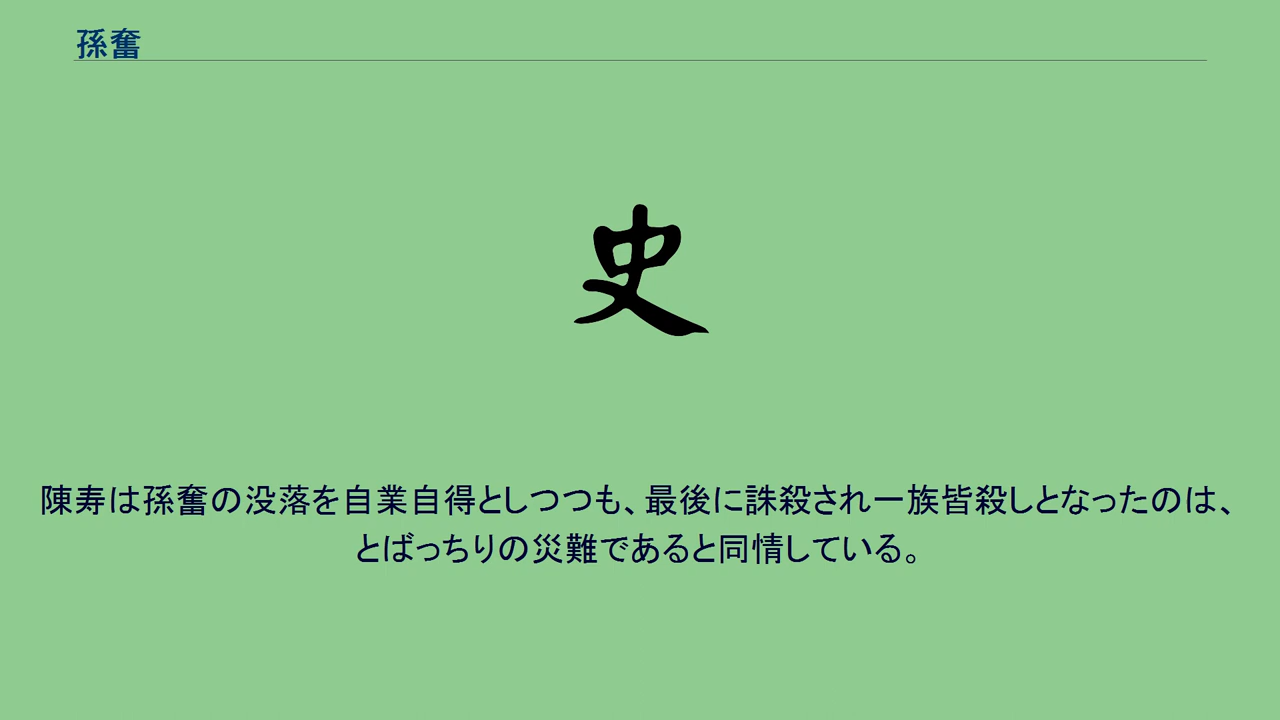 孫奮
史
陳寿は孫奮の没落を自業自得としつつも、最後に誅殺され一族皆殺しとなったのは、
とばっちりの災難であると同情している。